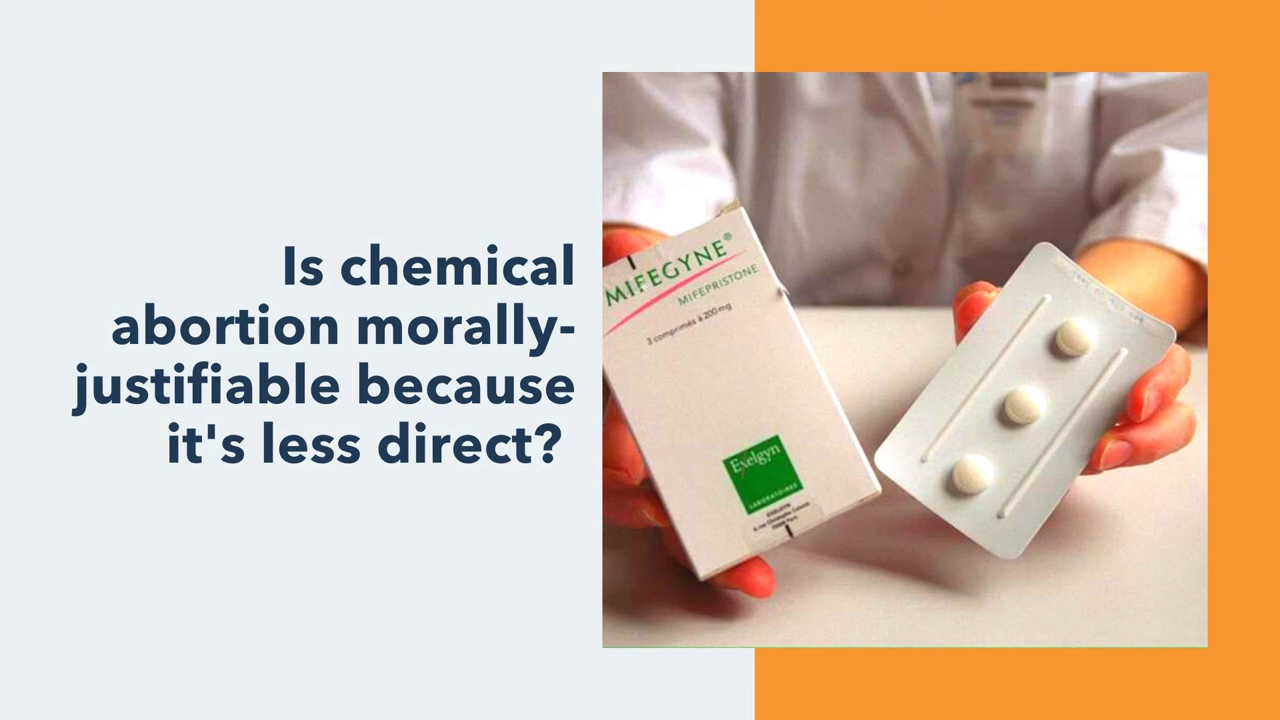 Is chemical
abortion morally-
justifiable because
it's less direct?
MIFEGYNE®
MIFEPRISTONE
3 comprimés à 200 mg
Exelgyn
LABORATOIRES